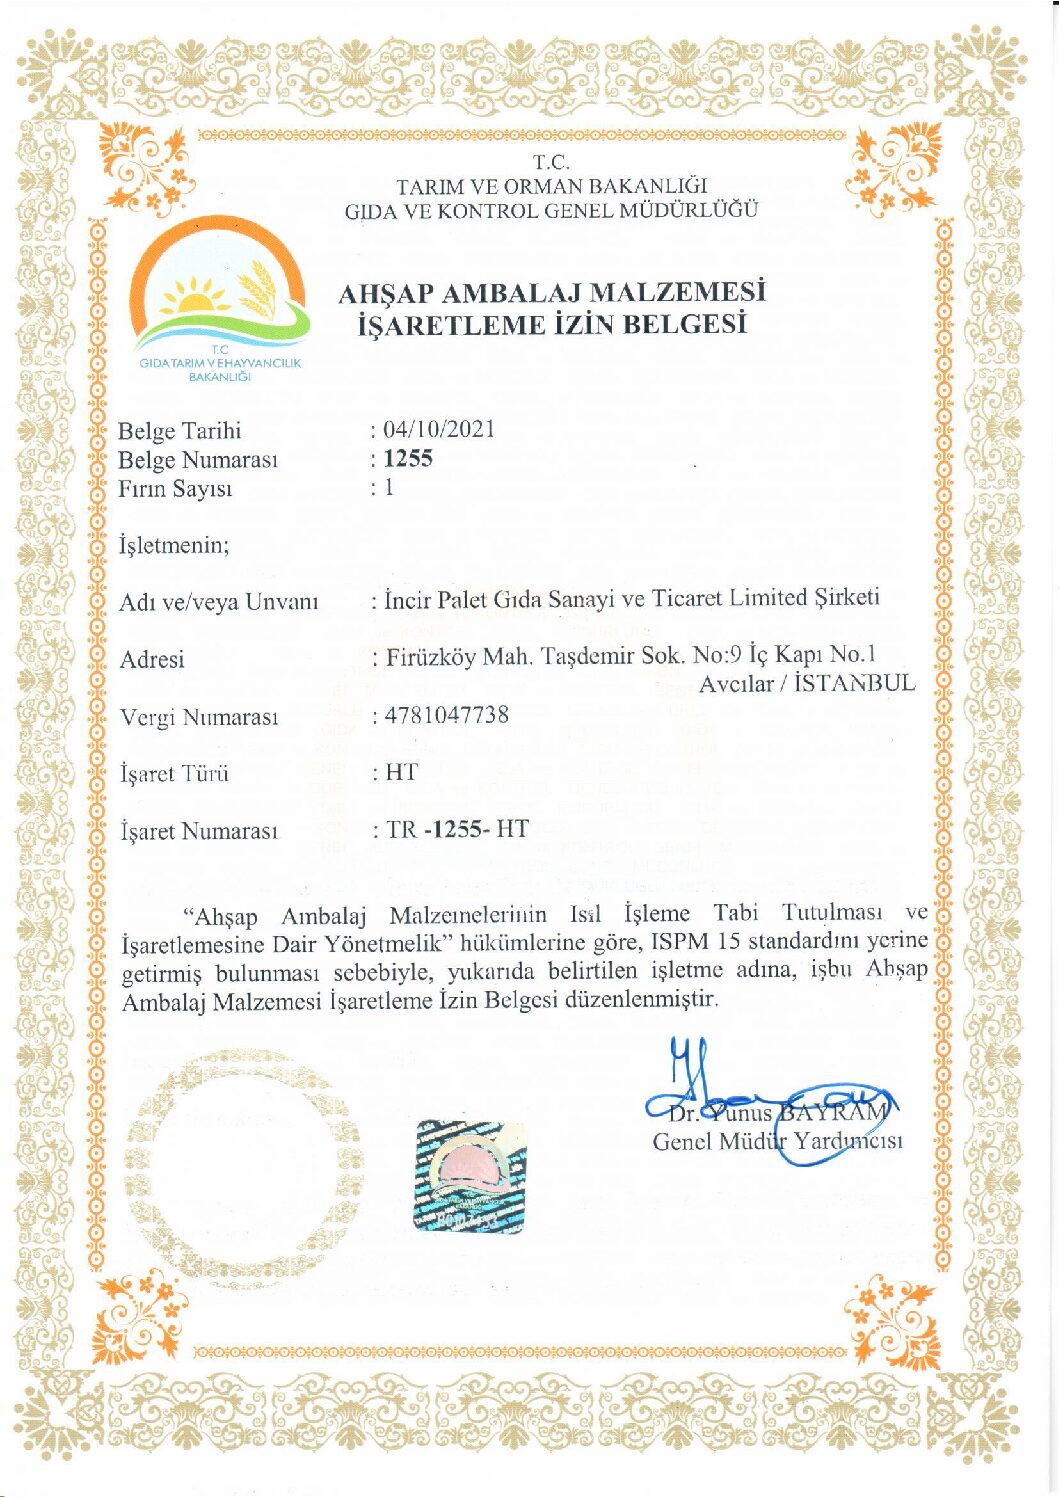 T.C.
TARIM VE ORMAN BAKANLIĞI
GIDA VE KONTROL GENEL MÜDÜRLÜĞÜ
AHŞAP AMBALAJ MALZEMESİ
İŞARETLEME İZİN BELGESİ
T.C
GIDA TARIM VE HAYVANCILIK
BAKANLIĞI
Belge Tarihi : 04/10/2021
Belge Numarası : 1255
Fırın Sayısı : 1
İşletmenin;
Adı ve/veya Unvanı : İncir Palet Gıda Sanayi ve Ticaret Limited Şirketi
Adresi : Firüzköy Mah. Taşdemir Sok. No:9 İç Kapı No.1
Avcılar / İSTANBUL
Vergi Numarası : 4781047738
İşaret Türü : HT
İşaret Numarası : TR -1255- HT
“Ahşap Ambalaj Malzemelerinin Isıl İşleme Tabi Tutulması ve
İşaretlemesine Dair Yönetmelik” hükümlerine göre, ISPM 15 standardını yerine
getirmiş bulunması sebebiyle, yukarıda belirtilen işletme adına, işbu Ahşap
Ambalaj Malzemesi İşaretleme İzin Belgesi düzenlenmiştir.
Dr. Yunus BAYRAM
Genel Müdür Yardımcısı